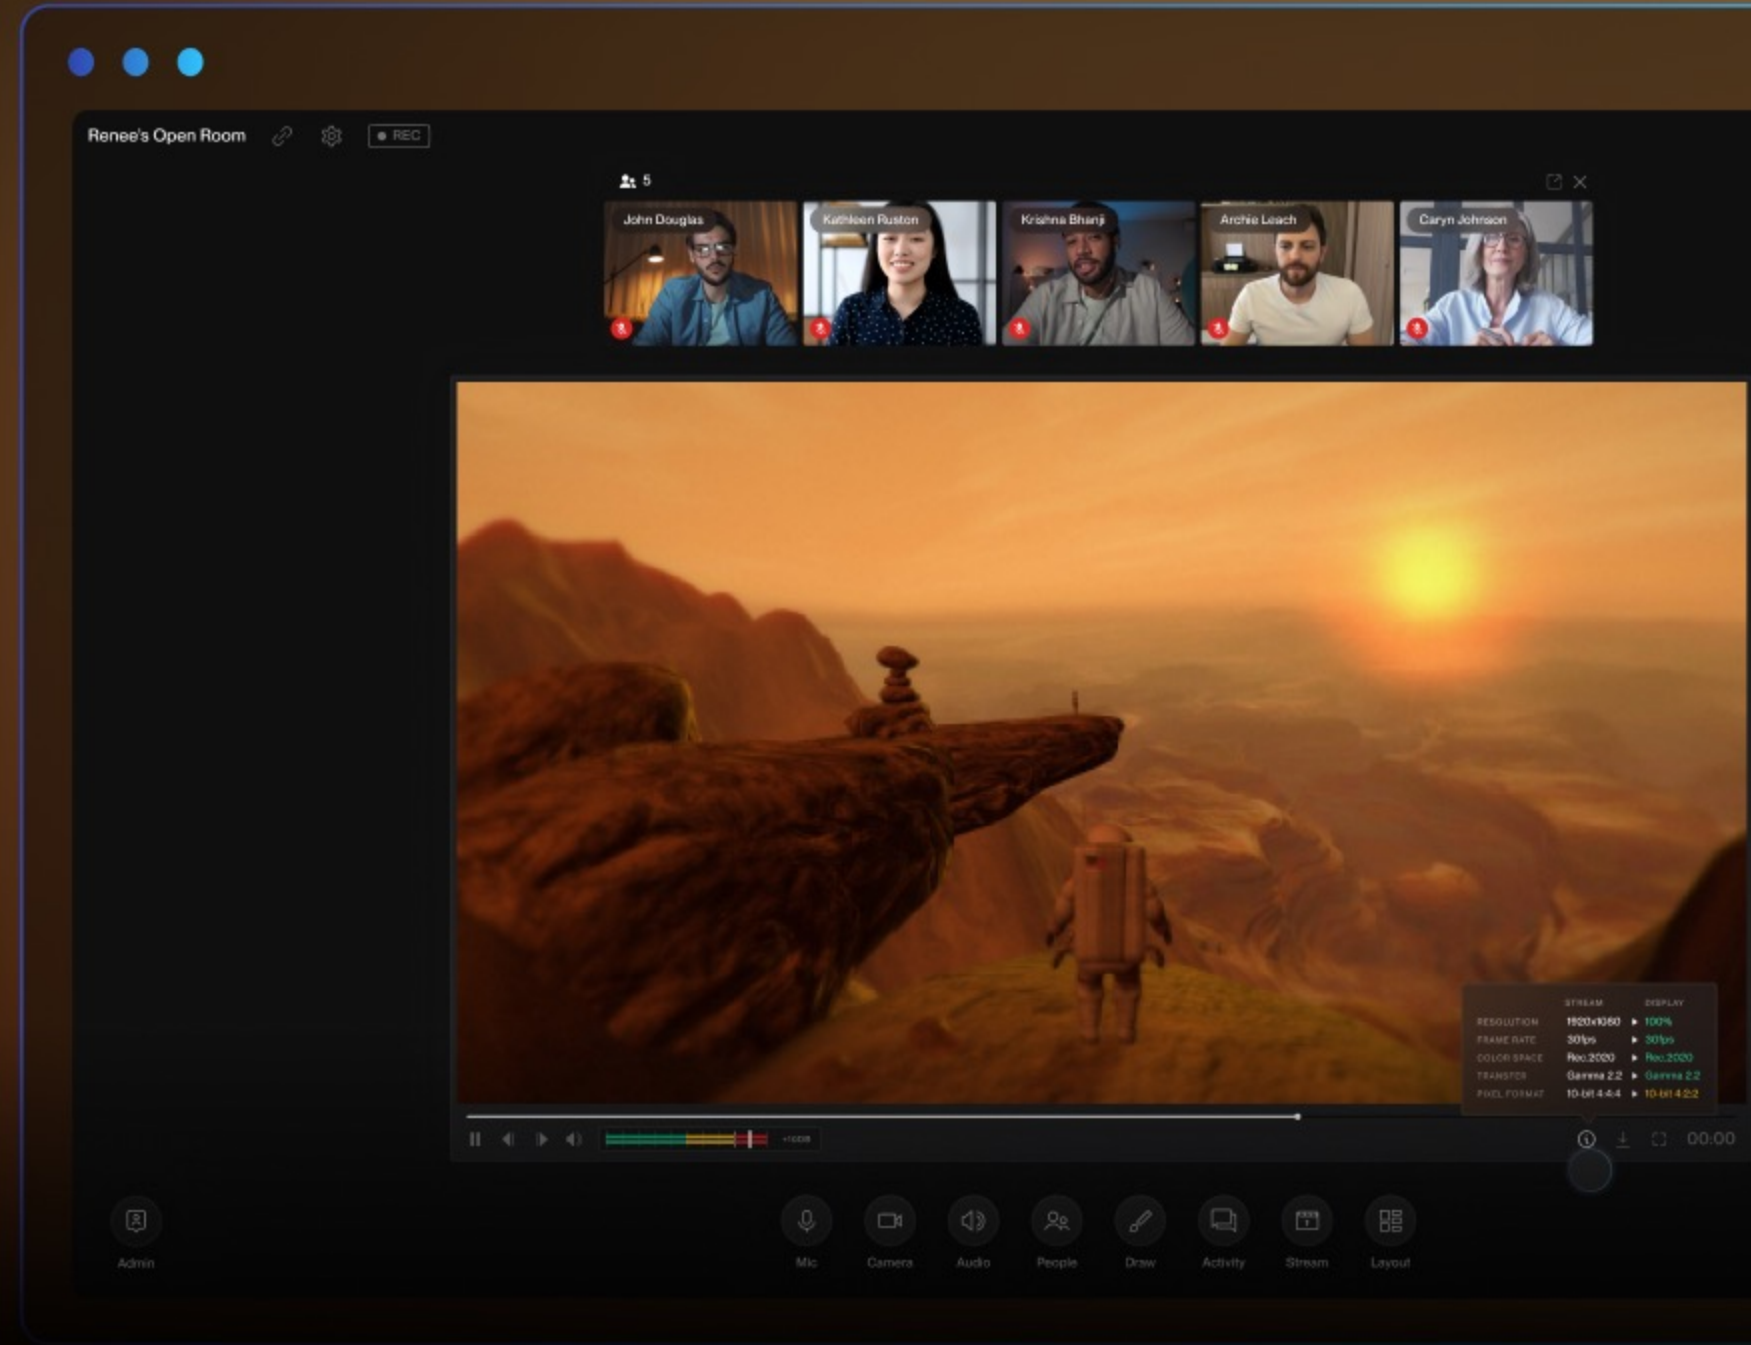 Renee's Open Room
REC
5
John Douglas
Kathleen Ruston
Krishna Bhanji
Archie Leach
Caryn Johnson
STREAM DISPLAY
RESOLUTION 1920x1080 100%
FRAME RATE 30fps 30fps
COLOR SPACE Rec.2020 Rec.2020
TRANSFER Gamma 2.2 Gamma 2.2
PIXEL FORMAT 10-bit 4:4:4 10-bit 4:2:2
00:00
Admin
Mic
Camera
Audio
People
Draw
Activity
Stream
Layout